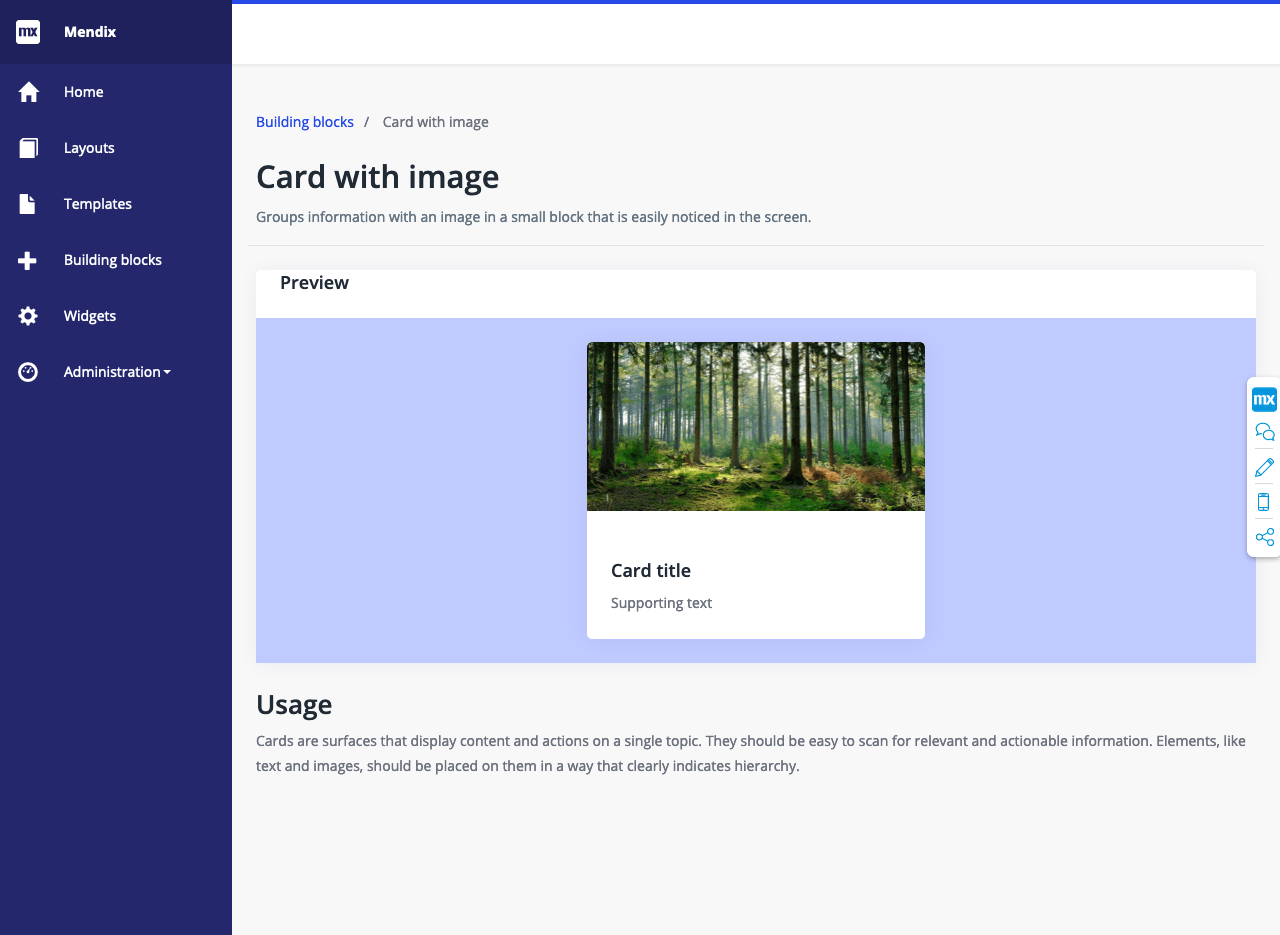 mx Mendix
Home
Layouts
Templates
Building blocks
Widgets
Administration
Building blocks / Card with image
Card with image
Groups information with an image in a small block that is easily noticed in the screen.
Preview
Card title
Supporting text
mx
Usage
Cards are surfaces that display content and actions on a single topic. They should be easy to scan for relevant and actionable information. Elements, like
text and images, should be placed on them in a way that clearly indicates hierarchy.